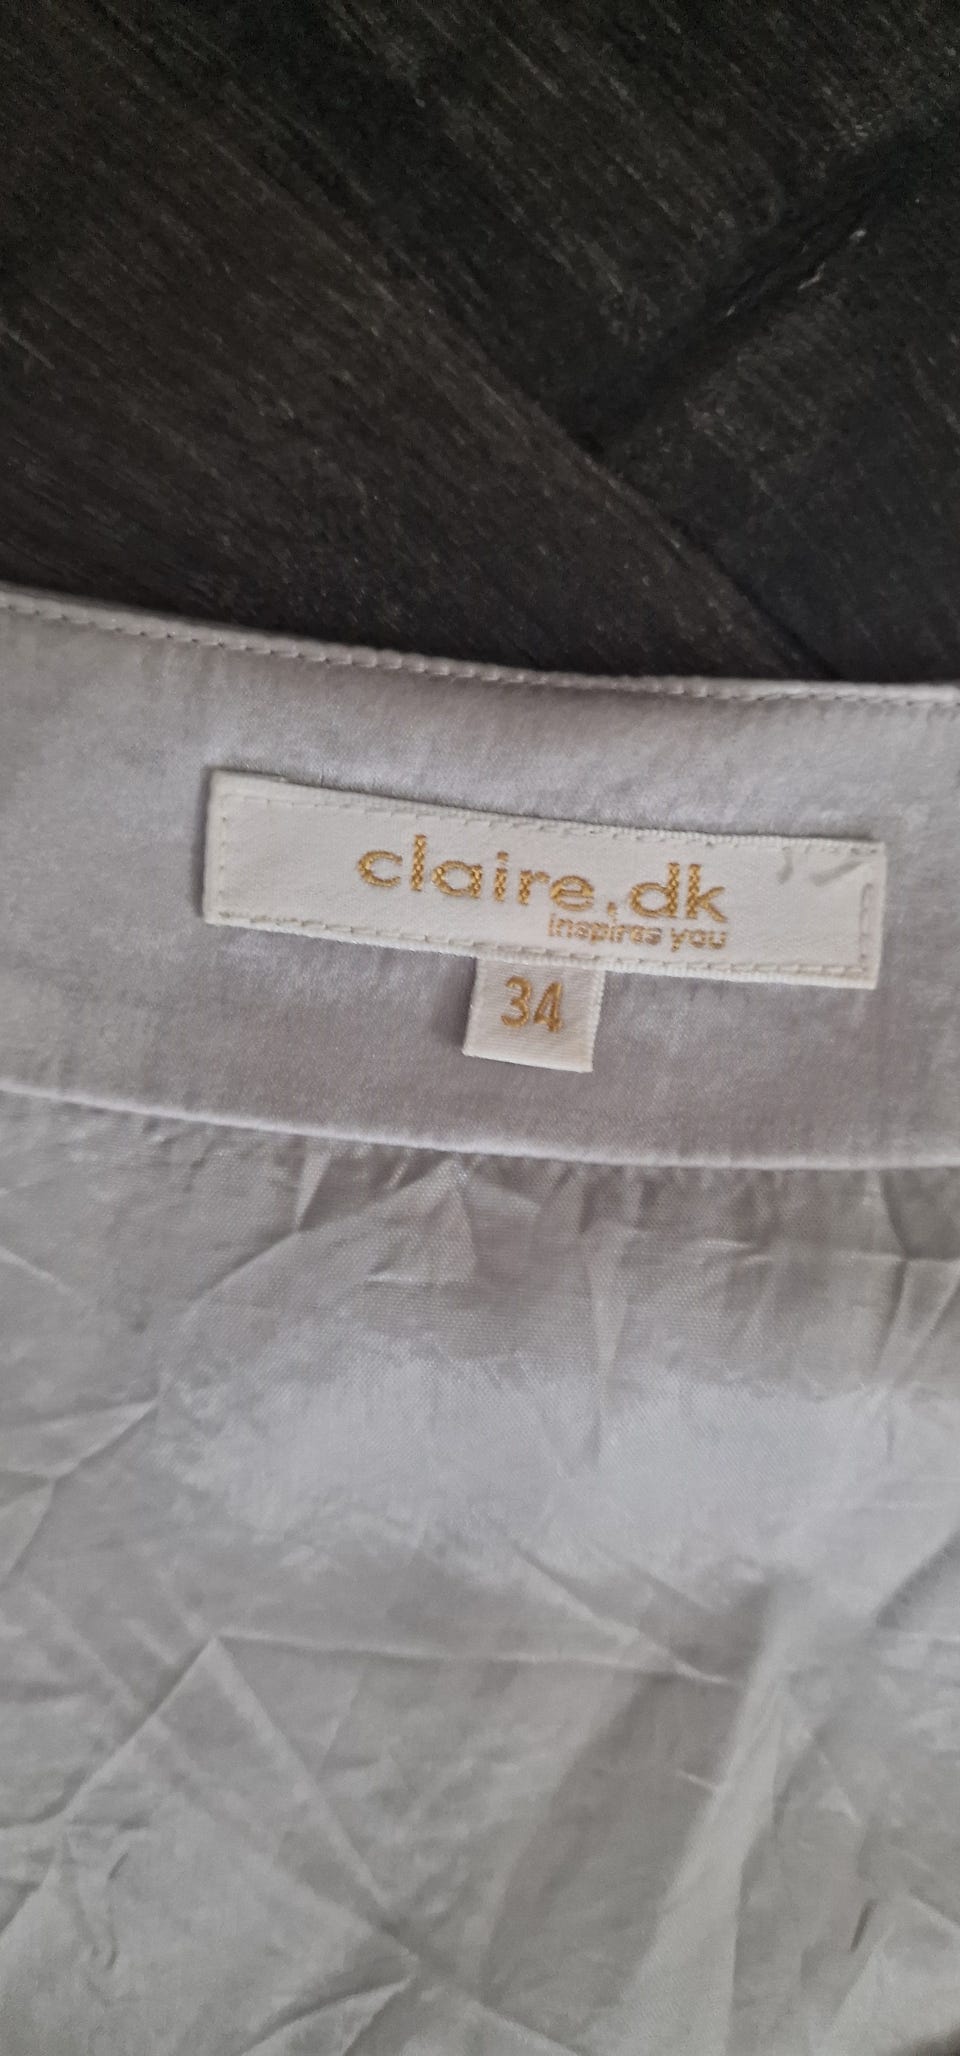 claire.dk
inspires you
34